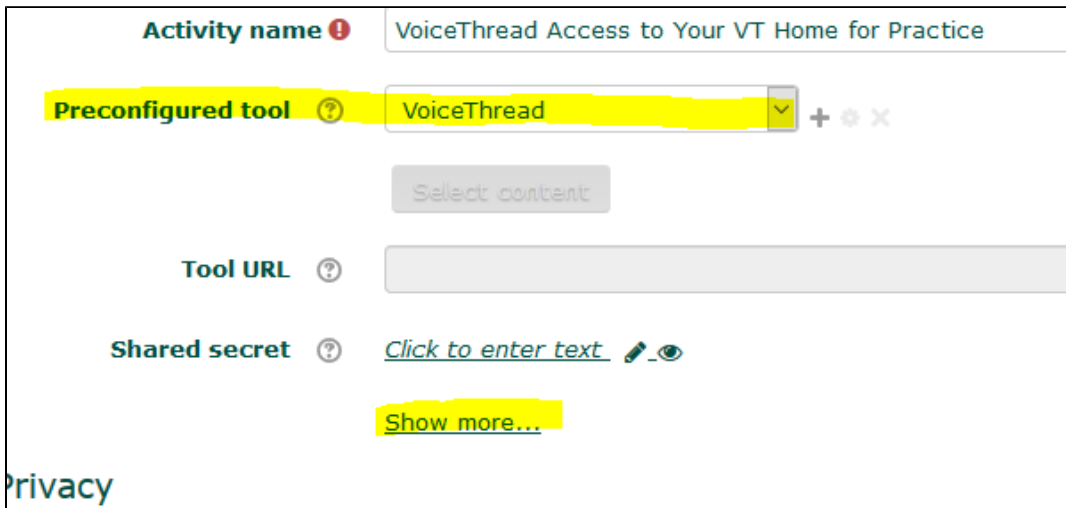 Activity name VoiceThread Access to Your VT Home for Practice
Preconfigured tool VoiceThread
Select content
Tool URL
Shared secret Click to enter text
Show more...
Privacy